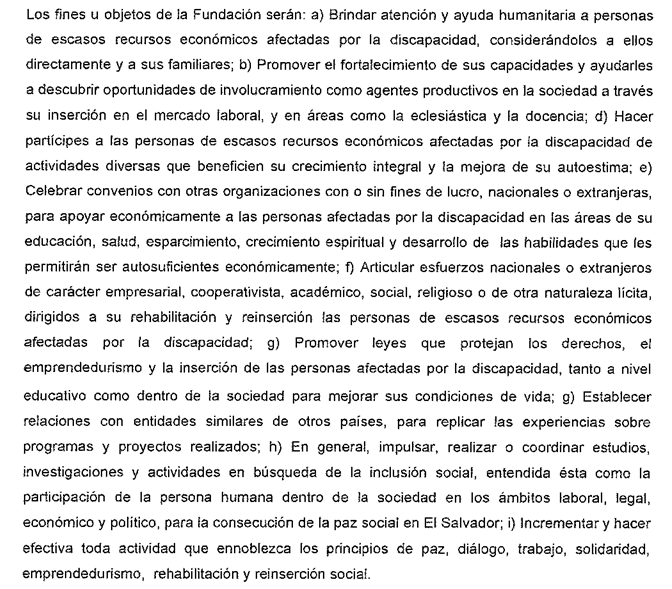 Los fines u objetos de la Fundación serán: a) Brindar atención y ayuda humanitaria a personas
de escasos recursos económicos afectadas por la discapacidad, considerándolos a ellos
directamente y a sus familiares; b) Promover el fortalecimiento de sus capacidades y ayudarles
a descubrir oportunidades de involucramiento como agentes productivos en la sociedad a través
su inserción en el mercado laboral, y en áreas como la eclesiástica y la docencia; d) Hacer
partícipes a las personas de escasos recursos económicos afectadas por la discapacidad de
actividades diversas que beneficien su crecimiento integral y la mejora de su autoestima; e)
Celebrar convenios con otras organizaciones con o sin fines de lucro, nacionales o extranjeras,
para apoyar económicamente a las personas afectadas por la discapacidad en las áreas de su
educación, salud, esparcimiento, crecimiento espiritual y desarrollo de las habilidades que les
permitirán ser autosuficientes económicamente; f) Articular esfuerzos nacionales o extranjeros
de carácter empresarial, cooperativista, académico, social, religioso o de otra naturaleza lícita,
dirigidos a su rehabilitación y reinserción las personas de escasos recursos económicos
afectadas por la discapacidad; g) Promover leyes que protejan los derechos, el
emprendedurismo y la inserción de las personas afectadas por la discapacidad, tanto a nivel
educativo como dentro de la sociedad para mejorar sus condiciones de vida; g) Establecer
relaciones con entidades similares de otros países, para replicar las experiencias sobre
programas y proyectos realizados; h) En general, impulsar, realizar o coordinar estudios,
investigaciones y actividades en búsqueda de la inclusión social, entendida ésta como la
participación de la persona humana dentro de la sociedad en los ámbitos laboral, legal,
económico y político, para la consecución de la paz social en El Salvador; i) Incrementar y hacer
efectiva toda actividad que ennoblezca los principios de paz, diálogo, trabajo, solidaridad,
emprendedurismo, rehabilitación y reinserción social.